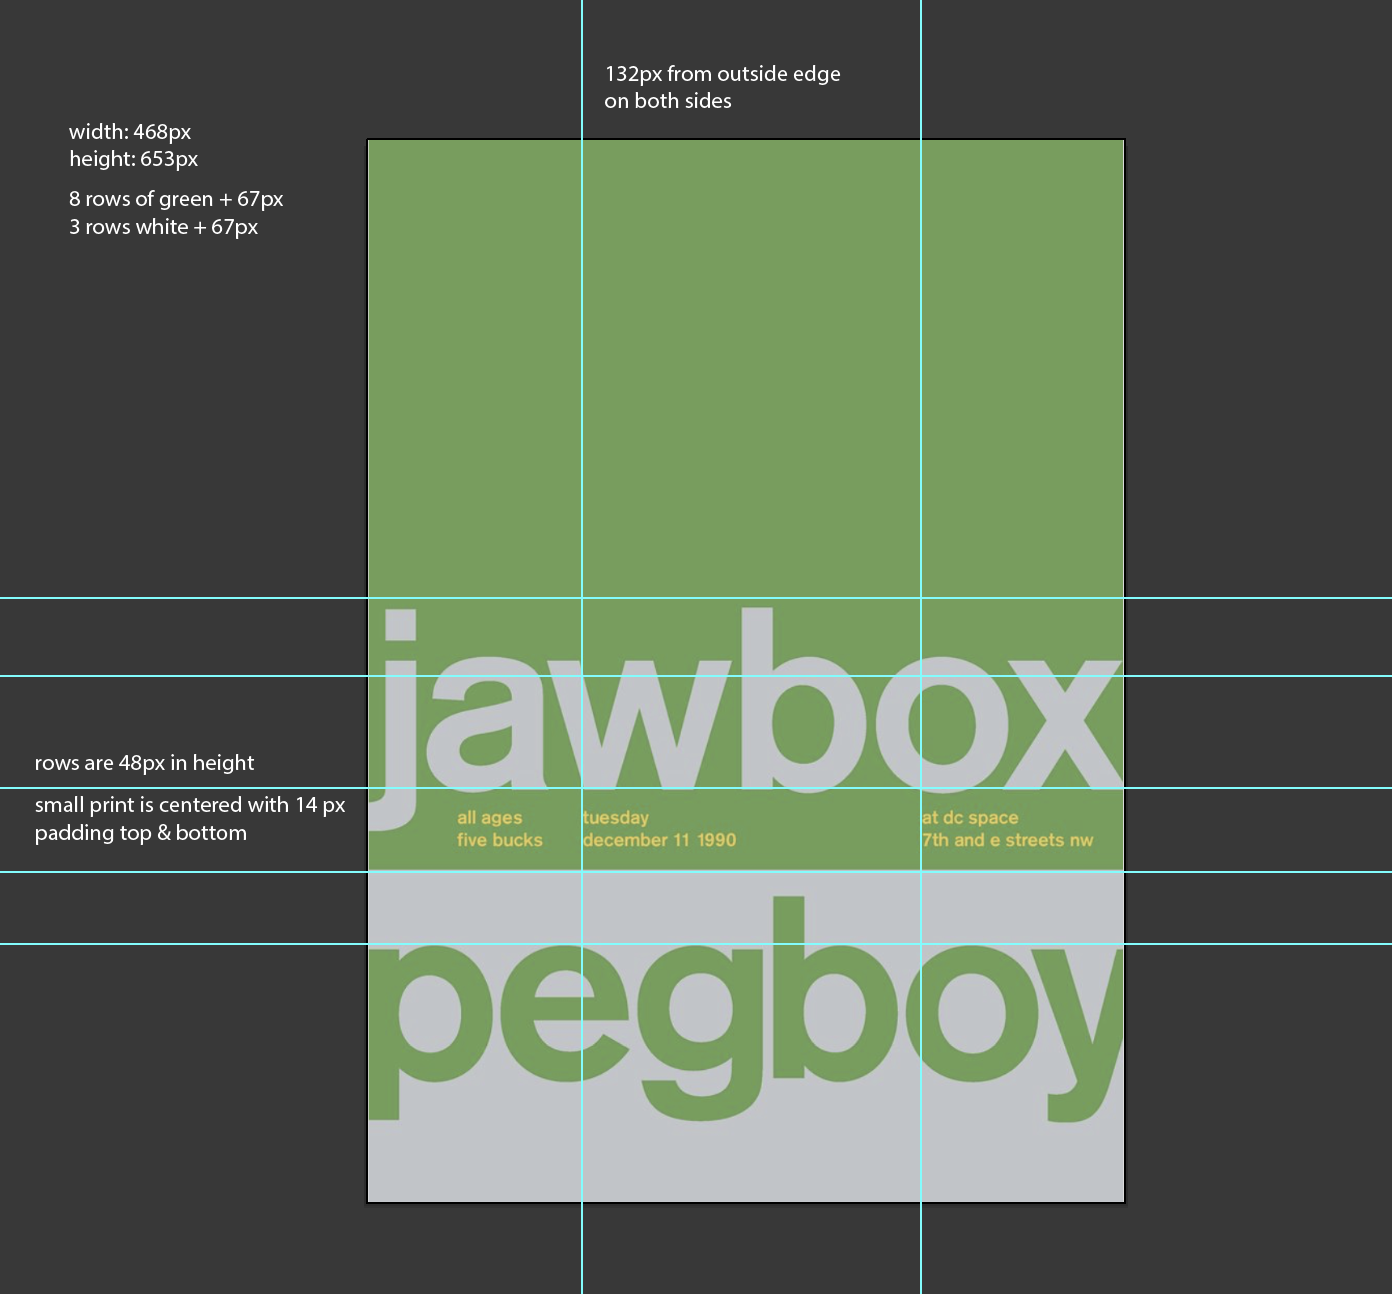 132px from outside edge
on both sides
width: 468px
height: 653px
8 rows of green + 67px
3 rows white + 67px
jawbox
rows are 48px in height
small print is centered with 14 px
padding top & bottom
all ages
five bucks
tuesday
december 11 1990
at dc space
7th and e streets nw
pegboy